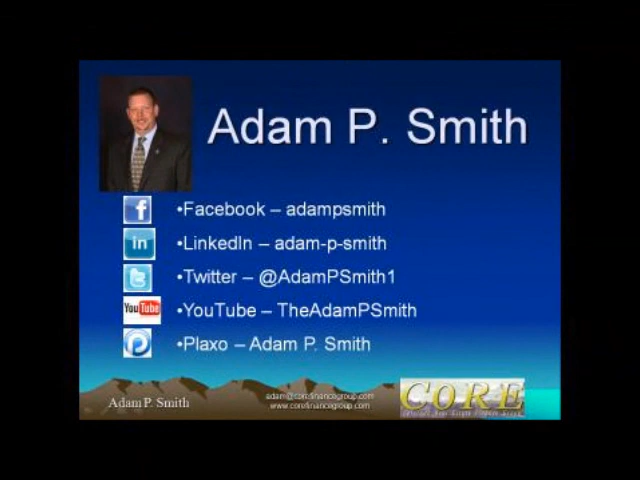 Adam P. Smith
•Facebook – adampsmith
•LinkedIn – adam-p-smith
•Twitter – @AdamPSmith1
•YouTube – TheAdamPSmith
•Plaxo – Adam P. Smith
Adam P. Smith
adam@corefinancegroup.com
www.corefinancegroup.com
CORE